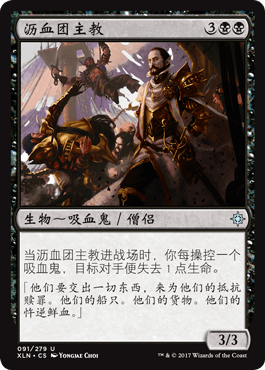 沥血团主教 3
生物～吸血鬼／僧侣
当沥血团主教进战场时，你每操控一个
吸血鬼，目标对手便失去1点生命。
「他们要交出一切东西，来为他们的抵抗
赎罪。他们的船只。他们的货物。他们的
忤逆鲜血。」
3/3
091/279 U
XLN • CS YONGJAE CHOI
™ & © 2017 Wizards of the Coast